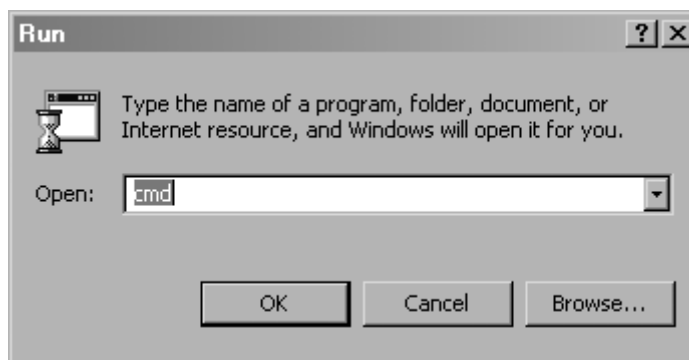 Run
Type the name of a program, folder, document, or
Internet resource, and Windows will open it for you.
Open: cmd
OK Cancel Browse...